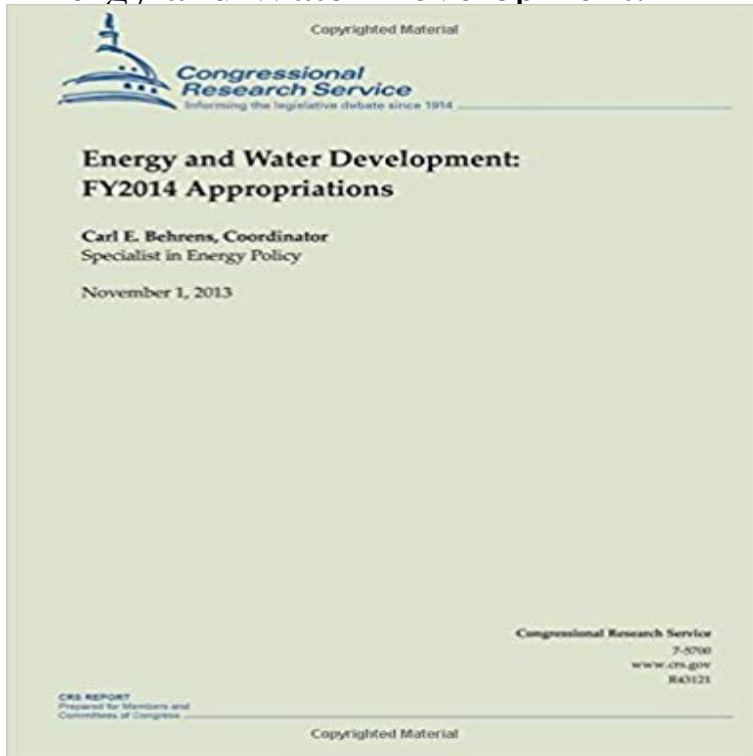 Copyrighted Material
Congressional
Research Service
Informing the legislative debate since 1914
Energy and Water Development:
FY2014 Appropriations
Carl E. Behrens, Coordinator
Specialist in Energy Policy
November 1, 2013
Congressional Research Service
7-5700
www.crs.gov
R43121
CRS REPORT
Prepared for Members and
Committees of Congress
Copyrighted Material